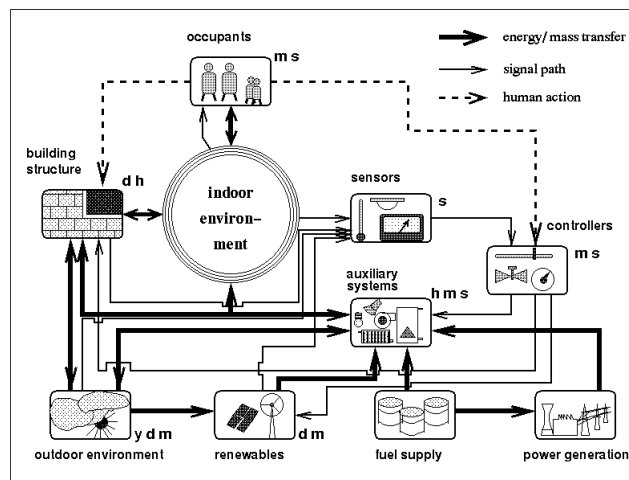 occupants
m s
energy/ mass transfer
signal path
human action
building
structure
d h
indoor
environ-
ment
sensors
s
controllers
m s
auxiliary
systems
h m s
outdoor environment
y d m
renewables
d m
fuel supply
power generation